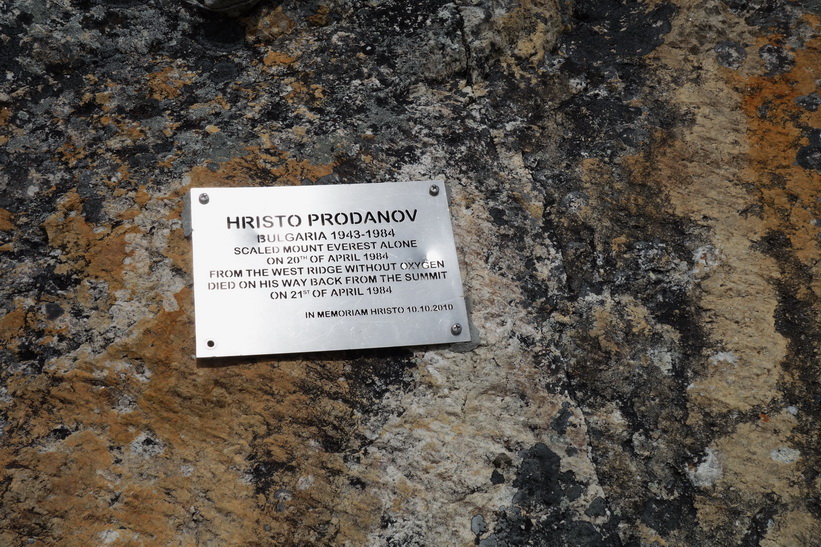 HRISTO PRODANOV
BULGARIA 1943-1984
SCALED MOUNT EVEREST ALONE
ON 20TH OF APRIL 1984
FROM THE WEST RIDGE WITHOUT OXYGEN
DIED ON HIS WAY BACK FROM THE SUMMIT
ON 21ST OF APRIL 1984
IN MEMORIAM HRISTO 10.10.2010